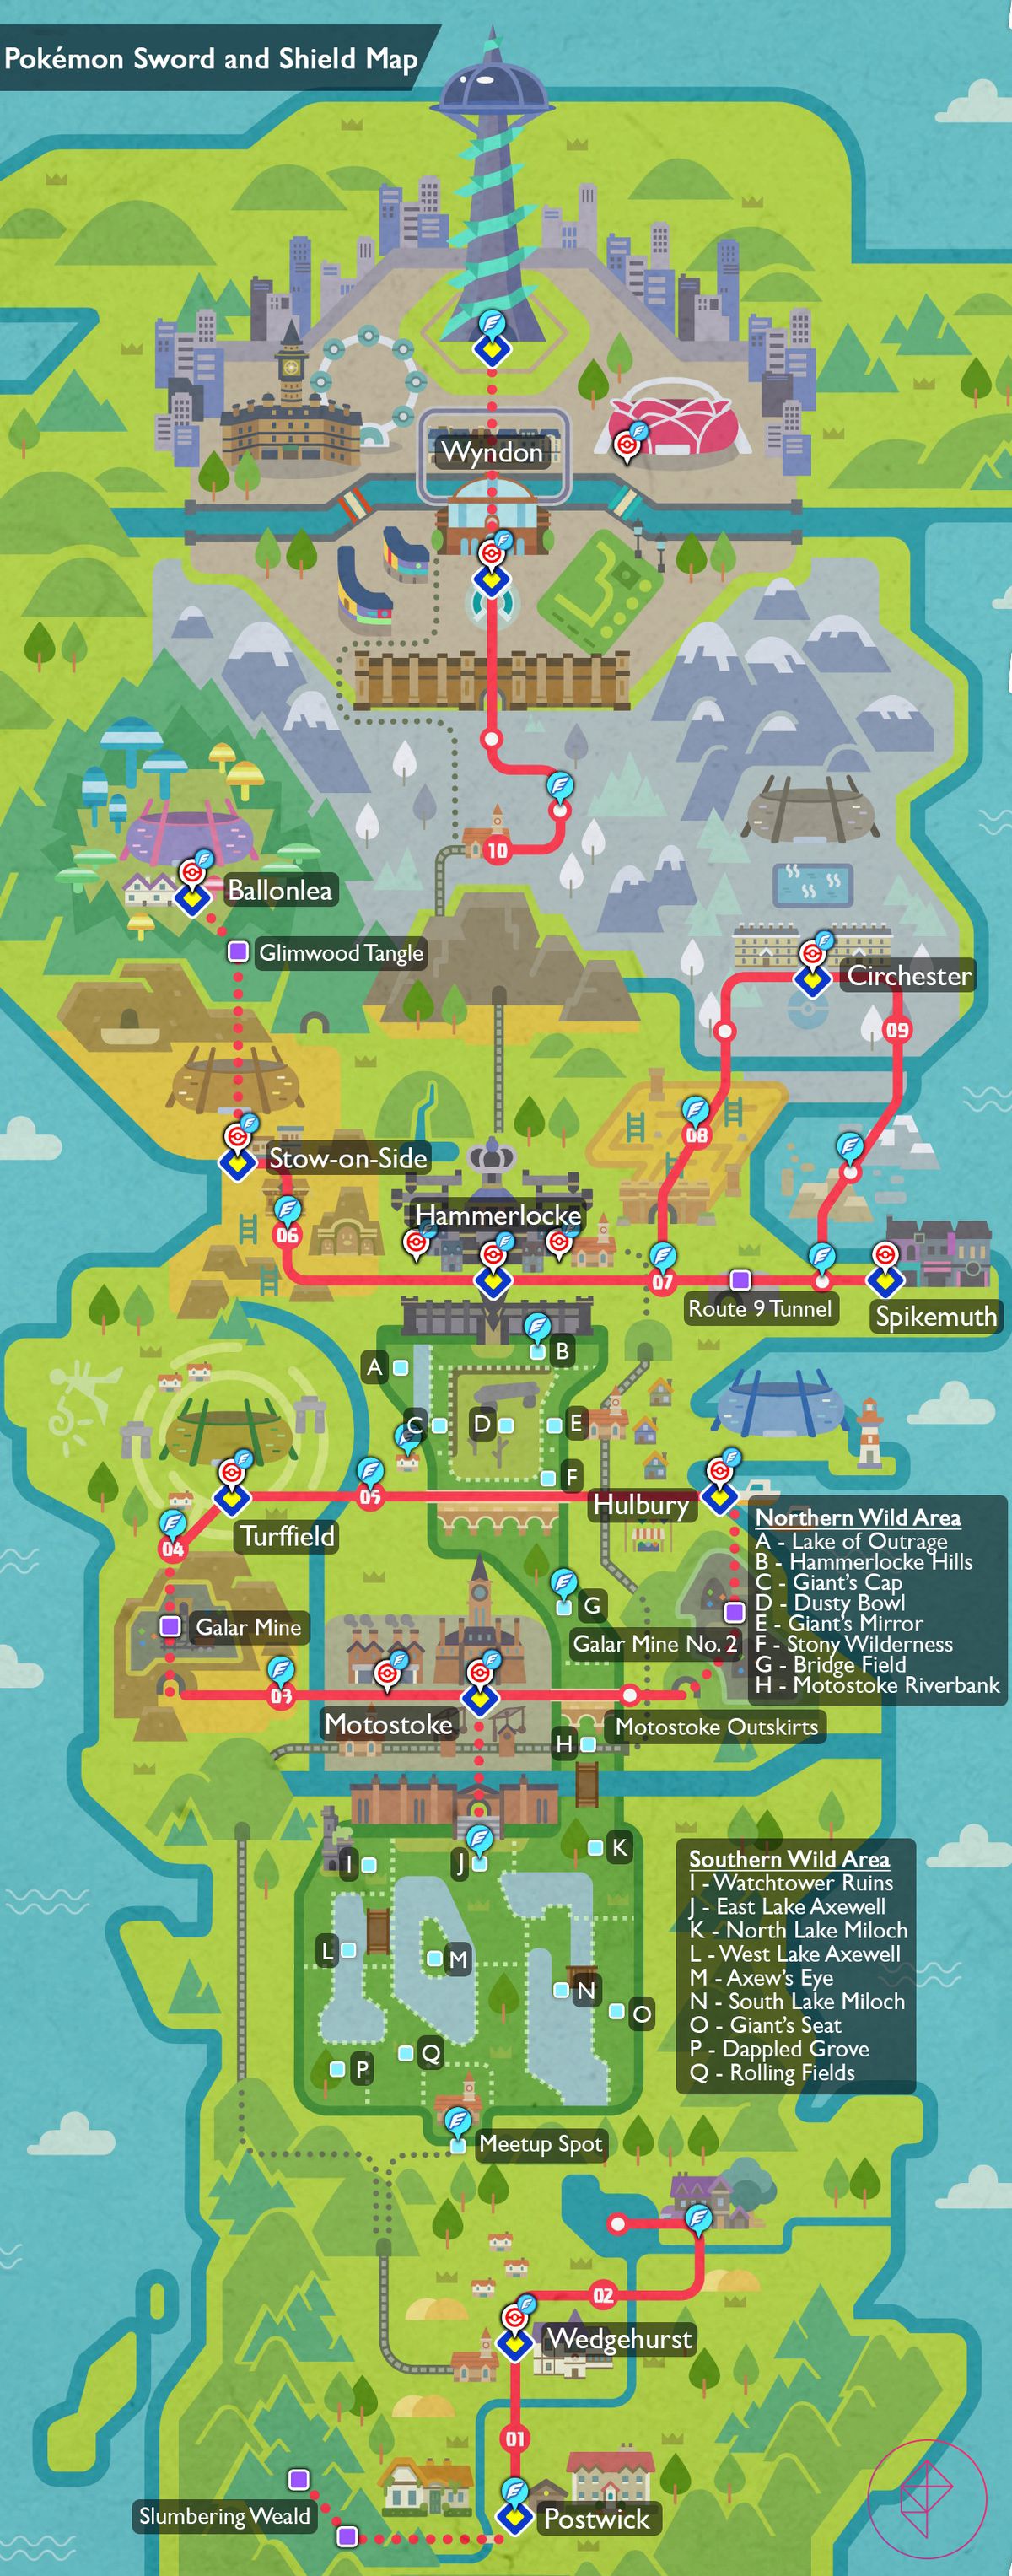 Pokémon Sword and Shield Map
Wyndon
10
Ballonlea
Glimwood Tangle
Circhester
09
08
Stow-on-Side
Hammerlocke
06
07
Route 9 Tunnel
Spikemuth
B
A
C
D
E
F
05
Hulbury
Turffield
04
Northern Wild Area
A - Lake of Outrage
B - Hammerlocke Hills
C - Giant's Cap
D - Dusty Bowl
E - Giant's Mirror
F - Stony Wilderness
G - Bridge Field
H - Motostoke Riverbank
G
Galar Mine
Galar Mine No. 2
03
Motostoke
Motostoke Outskirts
H
K
I
J
Southern Wild Area
I - Watchtower Ruins
J - East Lake Axewell
K - North Lake Miloch
L - West Lake Axewell
M - Axew's Eye
N - South Lake Miloch
O - Giant's Seat
P - Dappled Grove
Q - Rolling Fields
L
M
N
O
Q
P
Meetup Spot
02
Wedgehurst
01
Slumbering Weald
Postwick